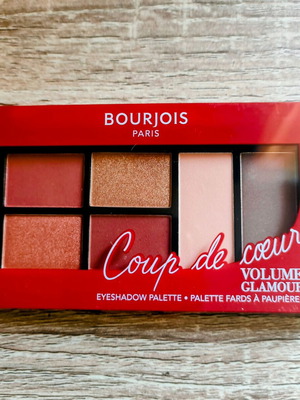 BOURJOIS
PARIS
Coup de cœur
VOLUME
GLAMOUR
EYESHADOW PALETTE • PALETTE FARDS À PAUPIÈRE